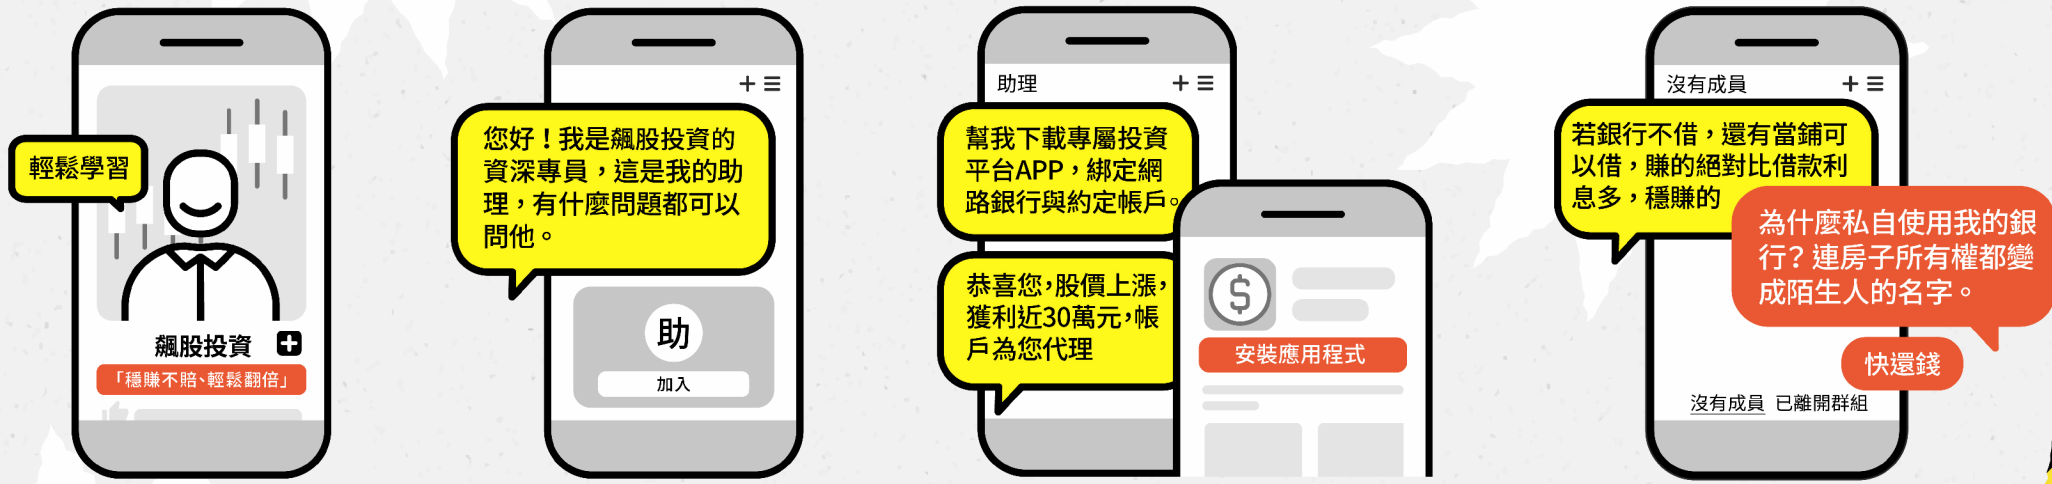 輕鬆學習
飆股投資
「穩賺不賠、輕鬆翻倍」
您好！我是飆股投資的
資深專員，這是我的助
理，有什麼問題都可以
問他。
助
加入
助理
幫我下載專屬投資
平台APP，綁定網
路銀行與約定帳戶。
恭喜您，股價上漲，
獲利近30萬元，帳
戶為您代理
安裝應用程式
沒有成員
若銀行不借，還有當鋪可
以借，賺的絕對比借款利
息多，穩賺的
為什麼私自使用我的銀
行？連房子所有權都變
成陌生人的名字。
快還錢
沒有成員 已離開群組